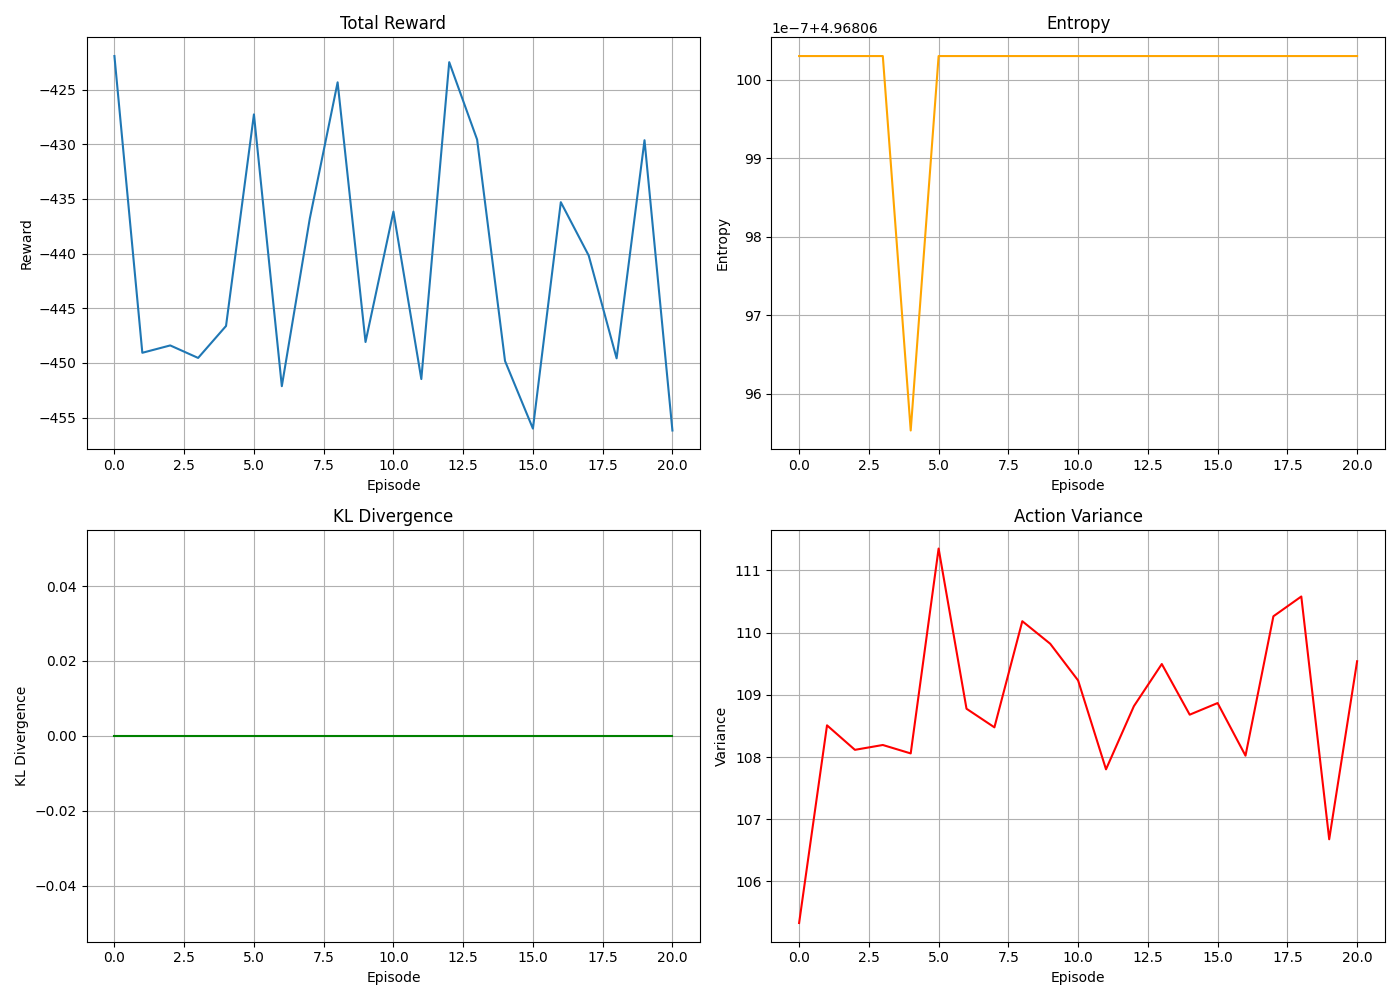 Total Reward
Reward
−425
−430
−435
−440
−445
−450
−455
0.0 2.5 5.0 7.5 10.0 12.5 15.0 17.5 20.0
Episode
1e−7+4.96806
Entropy
Entropy
100
99
98
97
96
0.0 2.5 5.0 7.5 10.0 12.5 15.0 17.5 20.0
Episode
KL Divergence
KL Divergence
0.04
0.02
0.00
−0.02
−0.04
0.0 2.5 5.0 7.5 10.0 12.5 15.0 17.5 20.0
Episode
Action Variance
Variance
111
110
109
108
107
106
0.0 2.5 5.0 7.5 10.0 12.5 15.0 17.5 20.0
Episode